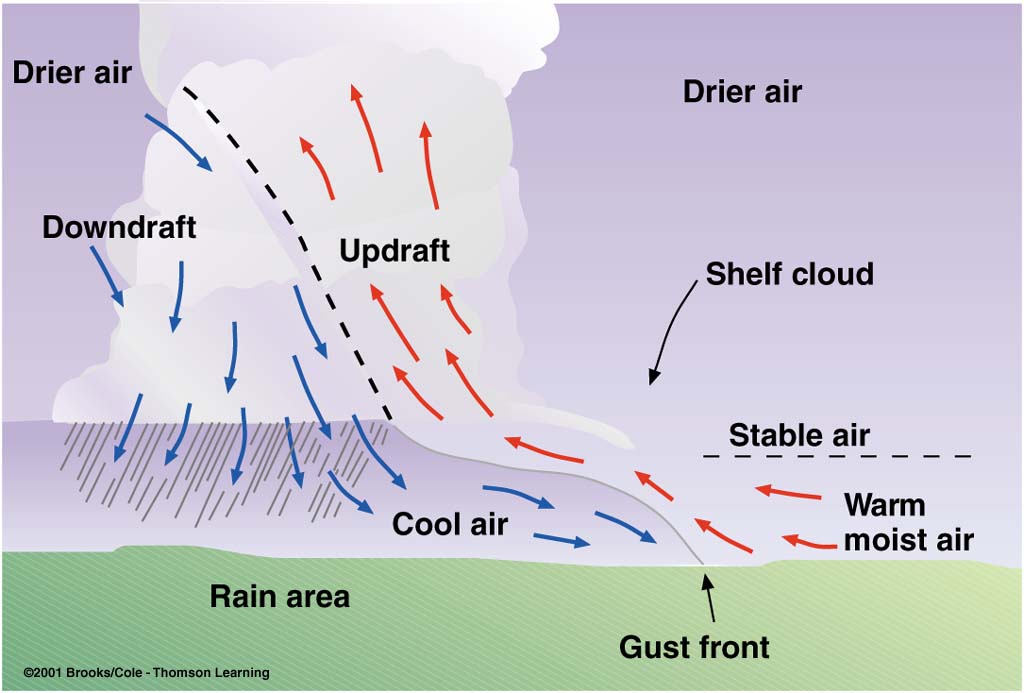 Drier air
Drier air
Downdraft
Updraft
Shelf cloud
Stable air
Warm
moist air
Cool air
Rain area
Gust front
©2001 Brooks/Cole - Thomson Learning